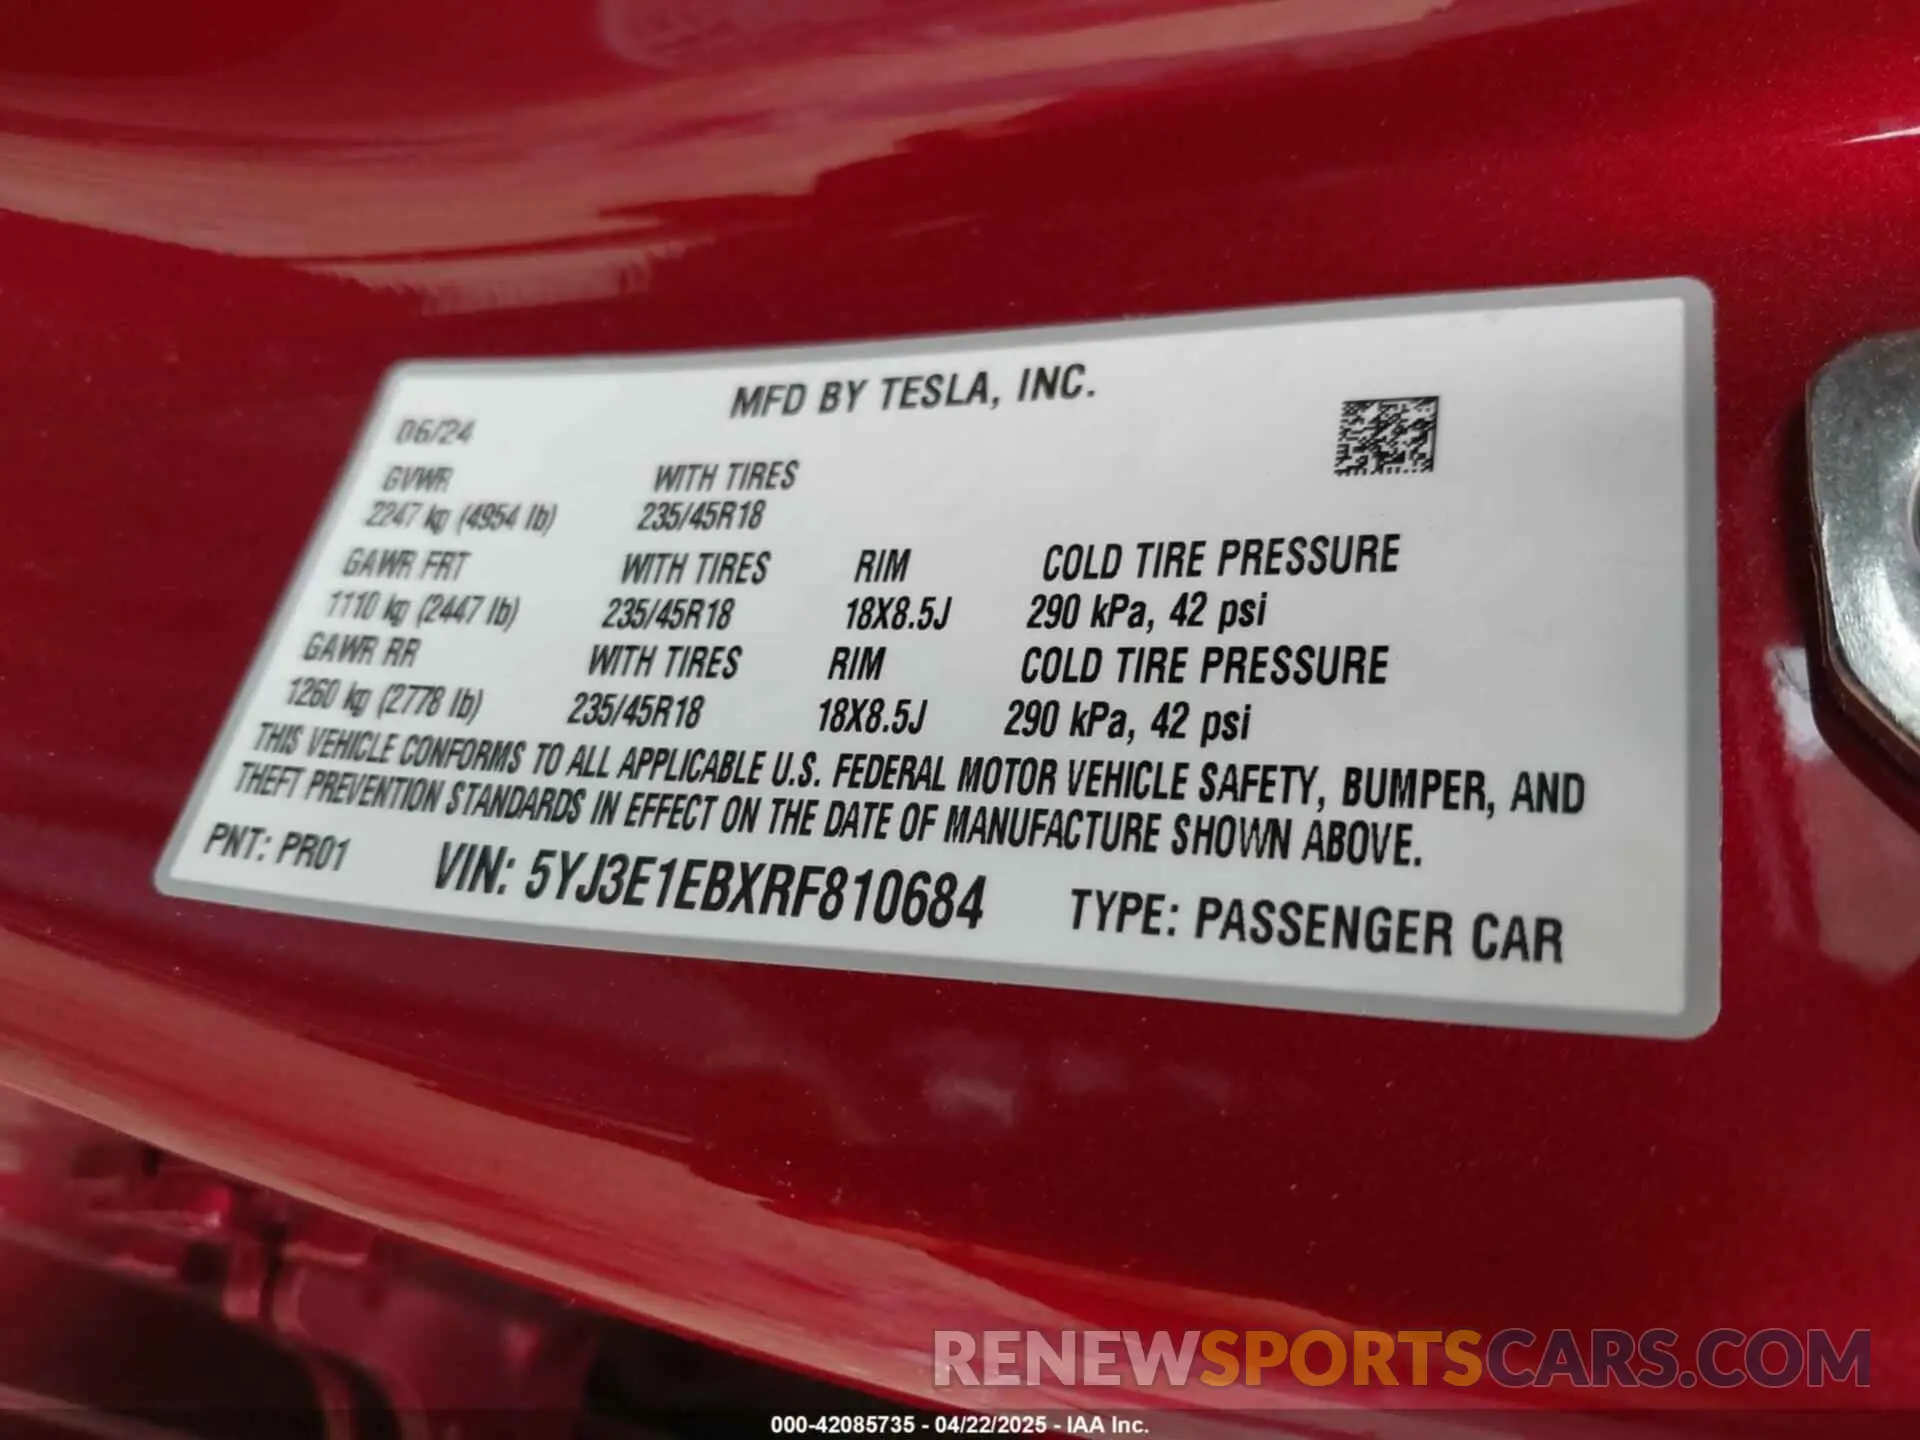 MFD BY TESLA, INC.
06/24
GVWR WITH TIRES
2247 kg (4954 lb) 235/45R18
GAWR FRT WITH TIRES RIM COLD TIRE PRESSURE
1110 kg (2447 lb) 235/45R18 18X8.5J 290 kPa, 42 psi
GAWR RR WITH TIRES RIM COLD TIRE PRESSURE
1260 kg (2778 lb) 235/45R18 18X8.5J 290 kPa, 42 psi
THIS VEHICLE CONFORMS TO ALL APPLICABLE U.S. FEDERAL MOTOR VEHICLE SAFETY, BUMPER, AND
THEFT PREVENTION STANDARDS IN EFFECT ON THE DATE OF MANUFACTURE SHOWN ABOVE.
PNT: PR01 VIN: 5YJ3E1EBXRF810684 TYPE: PASSENGER CAR
RENEWSPORTSCARS.COM
000-42085735 - 04/22/2025 - IAA Inc.